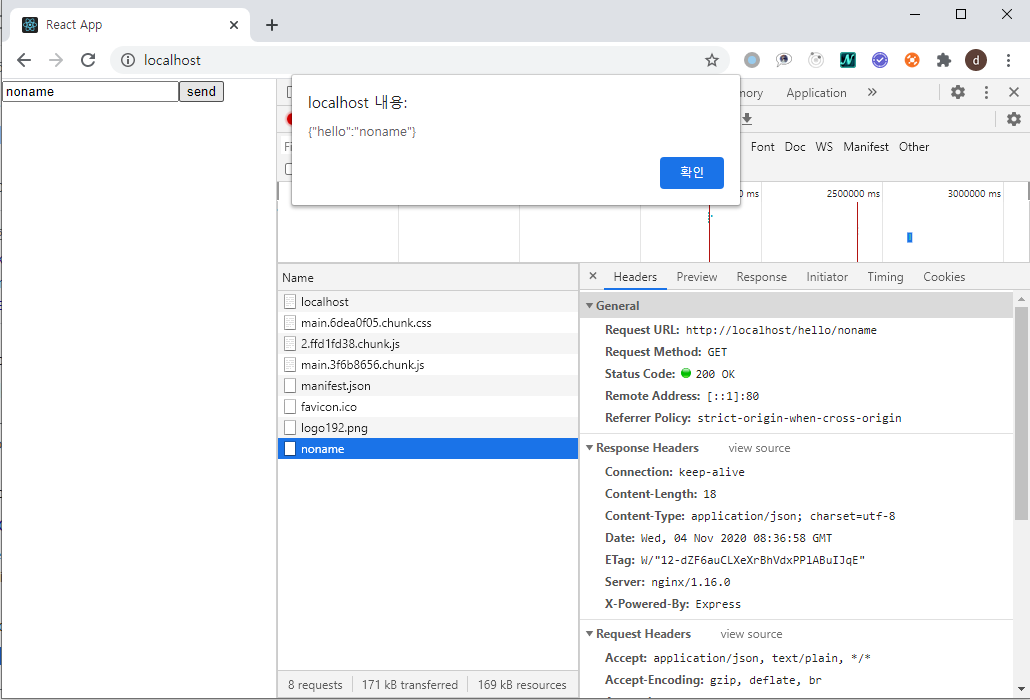 React App
localhost
d
noname send
localhost 내용:
{"hello":"noname"}
확인
Application
Font Doc WS Manifest Other
ms 2500000 ms 3000000 ms
Name
localhost
main.6dea0f05.chunk.css
2.ffd1fd38.chunk.js
main.3f6b8656.chunk.js
manifest.json
favicon.ico
logo192.png
noname
8 requests 171 kB transferred 169 kB resources
Headers Preview Response Initiator Timing Cookies
General
Request URL: http://localhost/hello/noname
Request Method: GET
Status Code: 200 OK
Remote Address: [::1]:80
Referrer Policy: strict-origin-when-cross-origin
Response Headers view source
Connection: keep-alive
Content-Length: 18
Content-Type: application/json; charset=utf-8
Date: Wed, 04 Nov 2020 08:36:58 GMT
ETag: W/"12-dZF6auCLXeXrBhVdxPPlABuIJqE"
Server: nginx/1.16.0
X-Powered-By: Express
Request Headers view source
Accept: application/json, text/plain, */*
Accept-Encoding: gzip, deflate, br